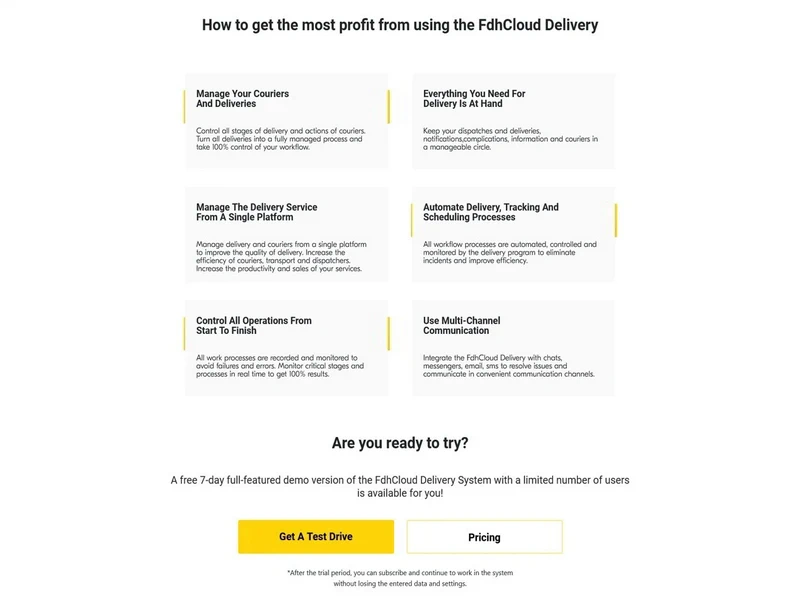 How to get the most profit from using the FdhCloud Delivery
Manage Your Couriers
And Deliveries
Control all stages of delivery and actions of couriers.
Turn all deliveries into a fully managed process and
take 100% control of your workflow.
Everything You Need For
Delivery Is At Hand
Keep your dispatches and deliveries,
notifications,complications, information and couriers in
a manageable circle.
Manage The Delivery Service
From A Single Platform
Manage delivery and couriers from a single platform
to improve the quality of delivery. Increase the
efficiency of couriers, transport and dispatchers.
Increase the productivity and sales of your services.
Automate Delivery, Tracking And
Scheduling Processes
All workflow processes are automated, controlled and
monitored by the delivery program to eliminate
incidents and improve efficiency.
Control All Operations From
Start To Finish
All work processes are recorded and monitored to
avoid failures and errors. Monitor critical stages and
processes in real time to get 100% results.
Use Multi-Channel
Communication
Integrate the FdhCloud Delivery with chats,
messengers, email, sms to resolve issues and
communicate in convenient communication channels.
Are you ready to try?
A free 7-day full-featured demo version of the FdhCloud Delivery System with a limited number of users
is available for you!
Get A Test Drive
Pricing
*After the trial period, you can subscribe and continue to work in the system
without losing the entered data and settings.